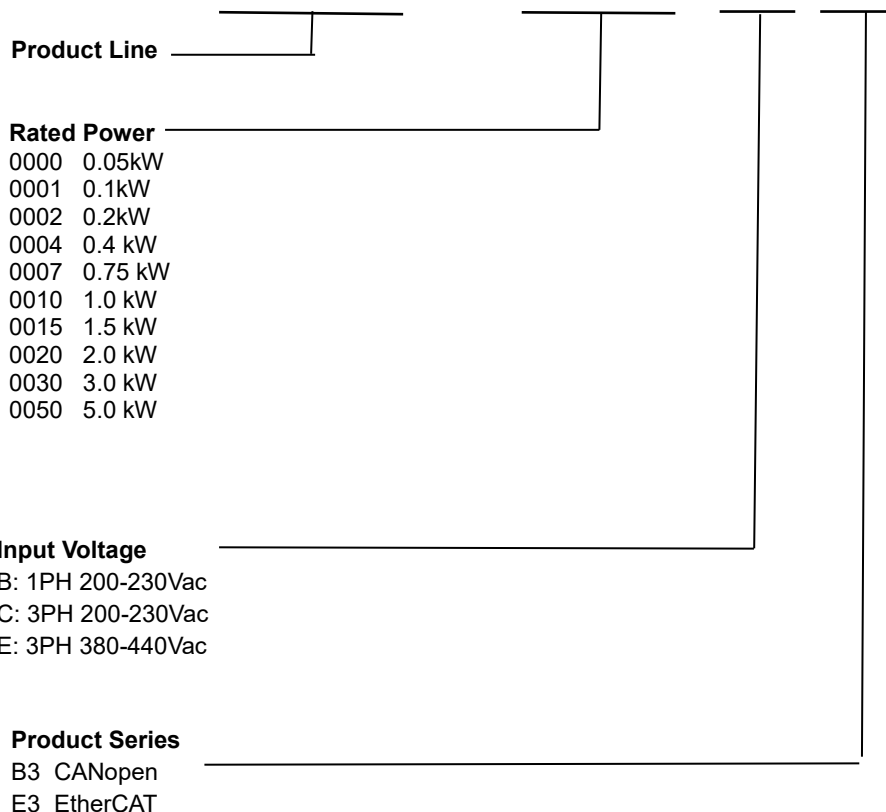 Product Line
Rated Power
0000 0.05kW
0001 0.1kW
0002 0.2kW
0004 0.4 kW
0007 0.75 kW
0010 1.0 kW
0015 1.5 kW
0020 2.0 kW
0030 3.0 kW
0050 5.0 kW
Input Voltage
B: 1PH 200-230Vac
C: 3PH 200-230Vac
E: 3PH 380-440Vac
Product Series
B3 CANopen
E3 EtherCAT